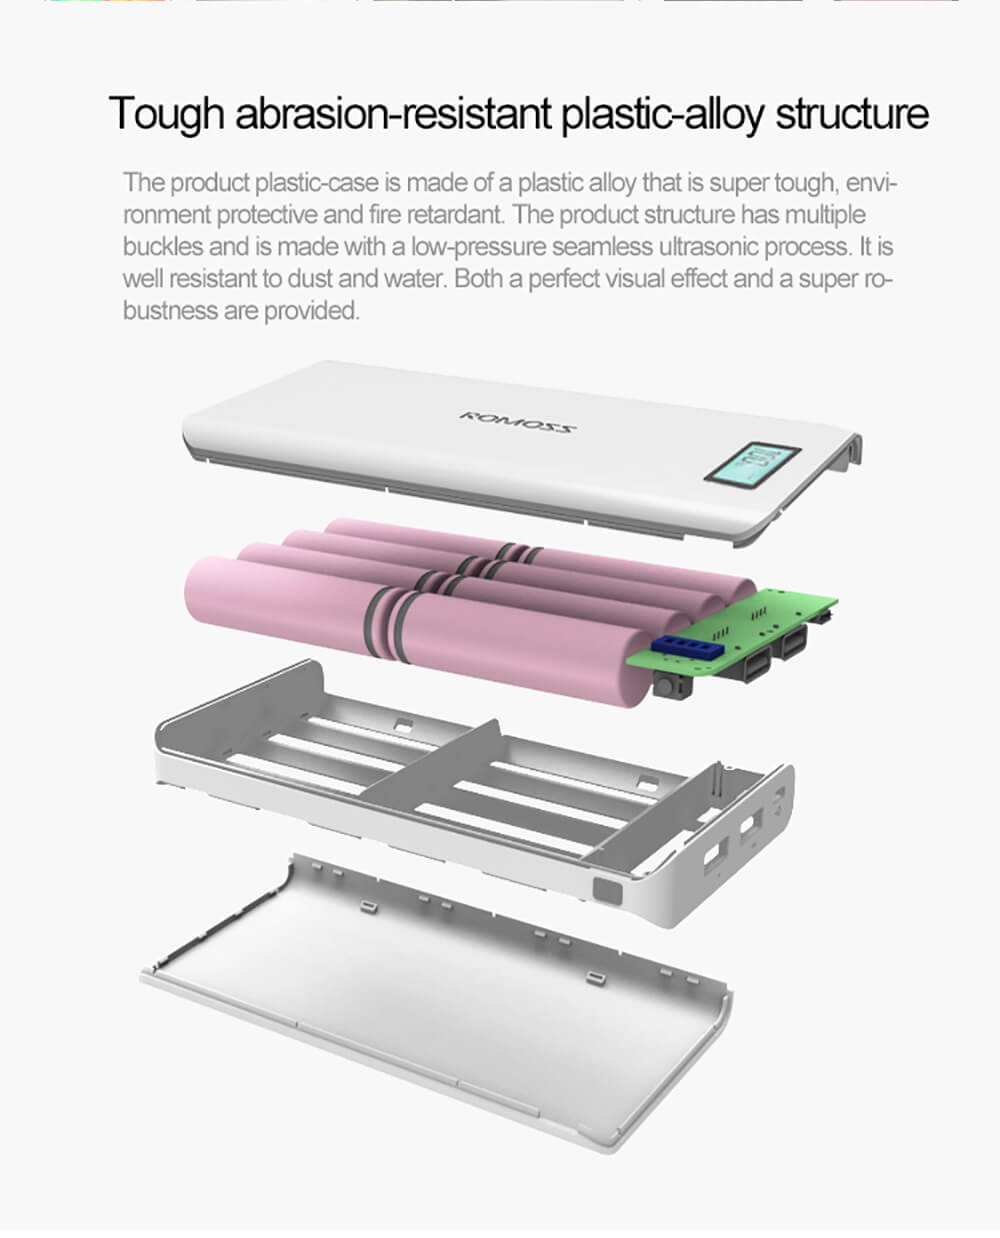 Tough abrasion-resistant plastic-alloy structure
The product plastic-case is made of a plastic alloy that is super tough, envi-
ronment protective and fire retardant. The product structure has multiple
buckles and is made with a low-pressure seamless ultrasonic process. It is
well resistant to dust and water. Both a perfect visual effect and a super ro-
bustness are provided.
ROMOSS